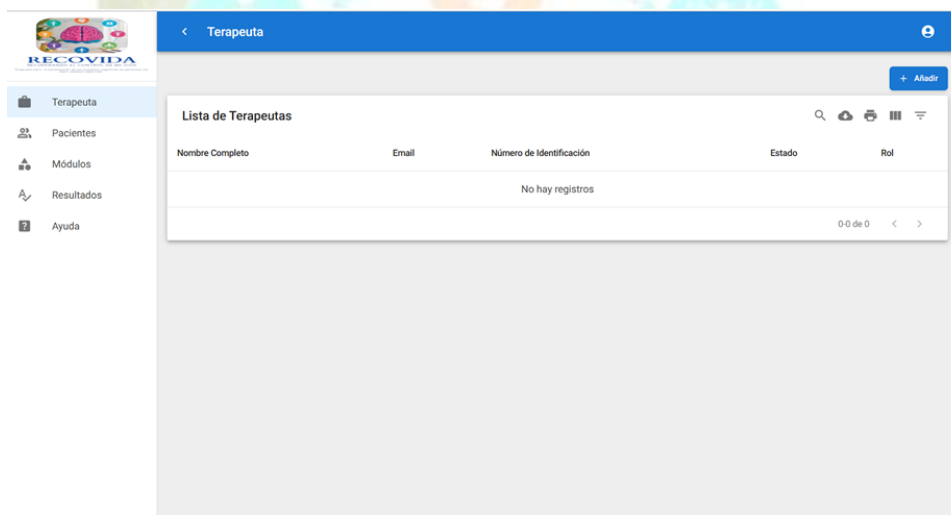 Terapeuta
RECOVIDA
+ Añadir
Terapeuta
Pacientes
Módulos
Resultados
? Ayuda
Lista de Terapeutas
Nombre Completo Email Número de Identificación Estado Rol
No hay registros
0-0 de 0